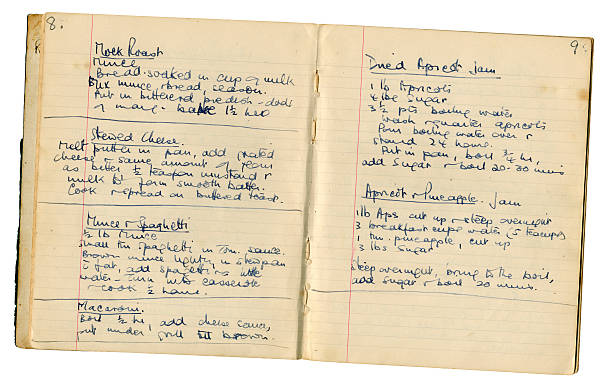 8.
Mock Roast
Mince
Bread soaked in cup of milk
Mix mince, bread, season.
Put in buttered piedish - dods
of marg - bake 1½ hrs
Stewed Cheese.
Melt butter in pan, add grated
cheese & same amount of
as butter ½ teaspoon mustard &
milk to form smooth batter.
Cook & spread on buttered toast.
Mince & Spaghetti
½ lb Mince
Small tin spaghetti in Tom. sauce.
Brown mince lightly in stewpan
fat, add spaghetti & little
water turn into casserole
& cook ½ hour.
Macaroni.
Boil ½ hr, add cheese sauce,
put under grill till brown.
9.
Dried Apricot Jam
1 lb Apricots
4 lbs Sugar
3½ pts boiling water
Wash & quarter apricots
Pour boiling water over &
stand 24 hours.
Put in pan, boil ¾ hr,
add sugar & boil 20-30 mins
Apricot & Pineapple Jam
1 lb Aps cut up & steep overnight
3 breakfast cups water (5 teacups)
1 tin pineapple, cut up
3 lbs Sugar
Steep overnight, bring to the boil,
add sugar & boil 20 mins.